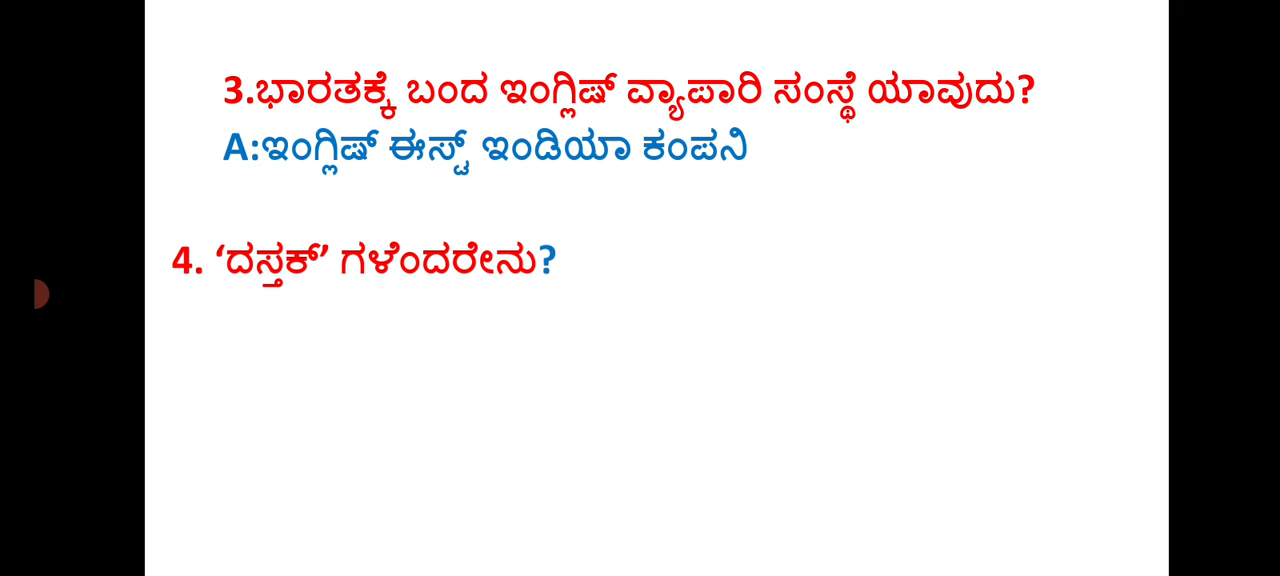 3.ಭಾರತಕ್ಕೆ ಬಂದ ಇಂಗ್ಲಿಷ್ ವ್ಯಾಪಾರಿ ಸಂಸ್ಥೆ ಯಾವುದು?
A:ಇಂಗ್ಲಿಷ್ ಈಸ್ಟ್ ಇಂಡಿಯಾ ಕಂಪನಿ
4. ‘ದಸ್ತಕ್’ ಗಳೆಂದರೇನು?